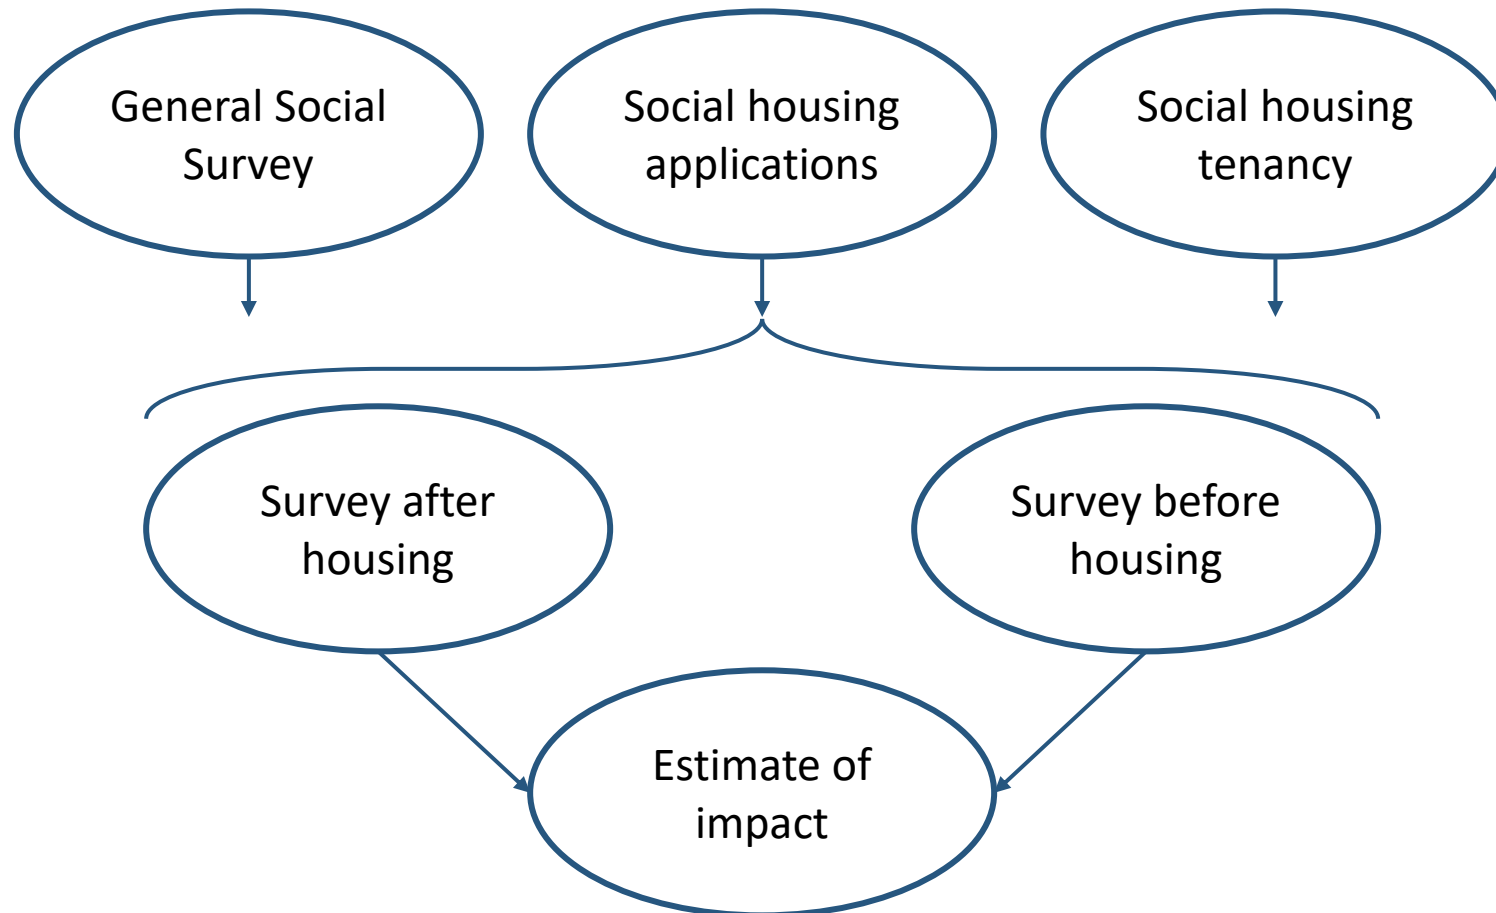 General Social
Survey
Social housing
applications
Social housing
tenancy
Survey after
housing
Survey before
housing
Estimate of
impact